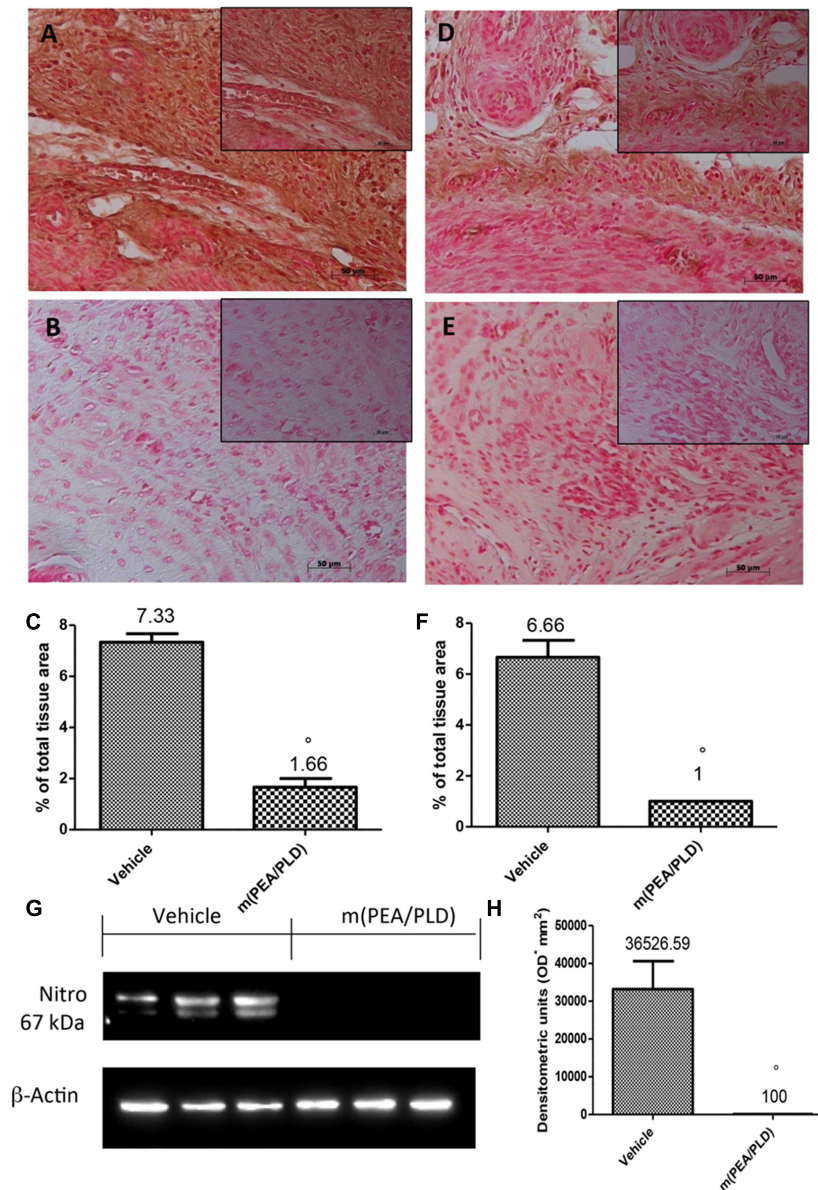 A
D
50 µm
50 µm
B
E
50 µm
50 µm
C
% of total tissue area
8
6
4
2
0
7.33
1.66
°
Vehicle
m(PEA/PLD)
F
% of total tissue area
8
6
4
2
0
6.66
1
°
Vehicle
m(PEA/PLD)
G
Vehicle
m(PEA/PLD)
Nitro
67 kDa
β-Actin
H
Densitometric units (OD* mm²)
50000
40000
30000
20000
10000
0
36526.59
100
°
Vehicle
m(PEA/PLD)